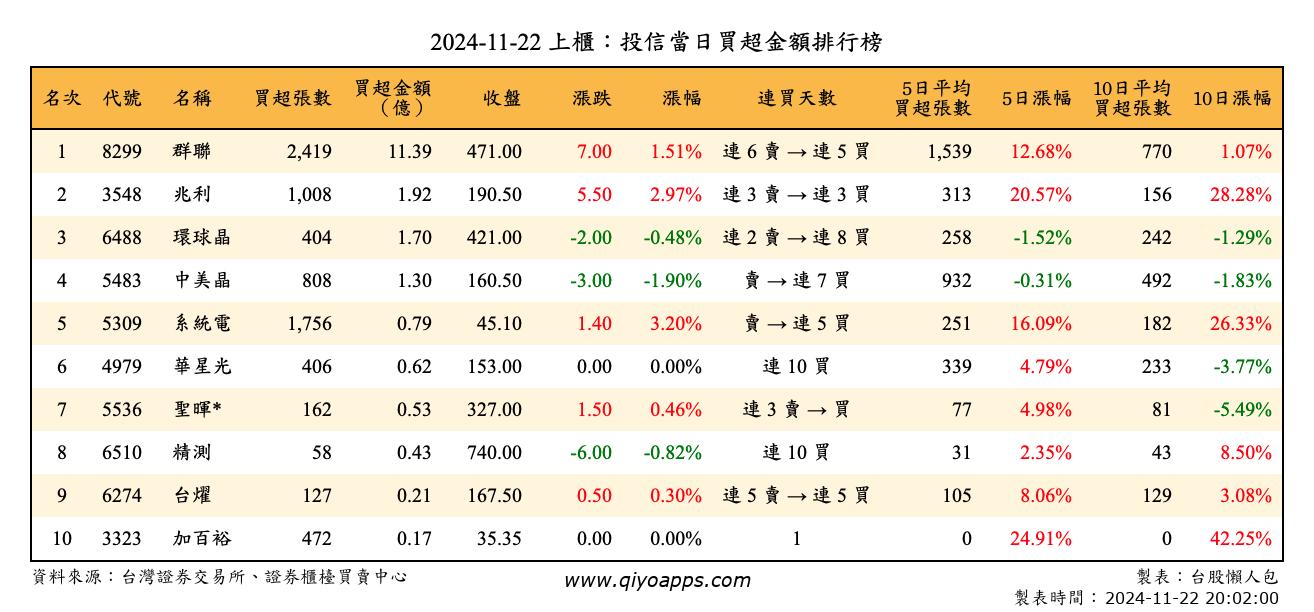 2024-11-22 上櫃：投信當日買超金額排行榜
名次 代號 名稱 買超張數 買超金額（億） 收盤 漲跌 漲幅 連買天數 5日平均買超張數 5日漲幅 10日平均買超張數 10日漲幅
1 8299 群聯 2,419 11.39 471.00 7.00 1.51% 連 6 賣 → 連 5 買 1,539 12.68% 770 1.07%
2 3548 兆利 1,008 1.92 190.50 5.50 2.97% 連 3 賣 → 連 3 買 313 20.57% 156 28.28%
3 6488 環球晶 404 1.70 421.00 -2.00 -0.48% 連 2 賣 → 連 8 買 258 -1.52% 242 -1.29%
4 5483 中美晶 808 1.30 160.50 -3.00 -1.90% 賣 → 連 7 買 932 -0.31% 492 -1.83%
5 5309 系統電 1,756 0.79 45.10 1.40 3.20% 賣 → 連 5 買 251 16.09% 182 26.33%
6 4979 華星光 406 0.62 153.00 0.00 0.00% 連 10 買 339 4.79% 233 -3.77%
7 5536 聖暉* 162 0.53 327.00 1.50 0.46% 連 3 賣 → 買 77 4.98% 81 -5.49%
8 6510 精測 58 0.43 740.00 -6.00 -0.82% 連 10 買 31 2.35% 43 8.50%
9 6274 台燿 127 0.21 167.50 0.50 0.30% 連 5 賣 → 連 5 買 105 8.06% 129 3.08%
10 3323 加百裕 472 0.17 35.35 0.00 0.00% 1 0 24.91% 0 42.25%
資料來源：台灣證券交易所、證券櫃檯買賣中心 www.qiyoapps.com 製表：台股懶人包
製表時間：2024-11-22 20:02:00